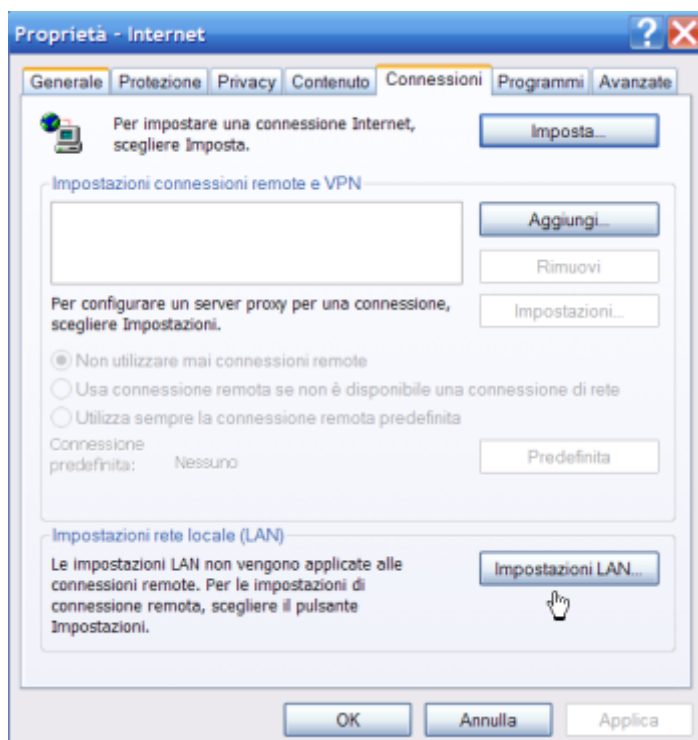 Proprietà - Internet
Generale Protezione Privacy Contenuto Connessioni Programmi Avanzate
Per impostare una connessione Internet,
scegliere Imposta.
Imposta...
Impostazioni connessioni remote e VPN
Aggiungi...
Rimuovi
Per configurare un server proxy per una connessione,
scegliere Impostazioni.
Impostazioni...
Non utilizzare mai connessioni remote
Usa connessione remota se non è disponibile una connessione di rete
Utilizza sempre la connessione remota predefinita
Connessione
predefinita: Nessuno
Predefinita
Impostazioni rete locale (LAN)
Le impostazioni LAN non vengono applicate alle
connessioni remote. Per le impostazioni di
connessione remota, scegliere il pulsante
Impostazioni.
Impostazioni LAN...
OK Annulla Applica